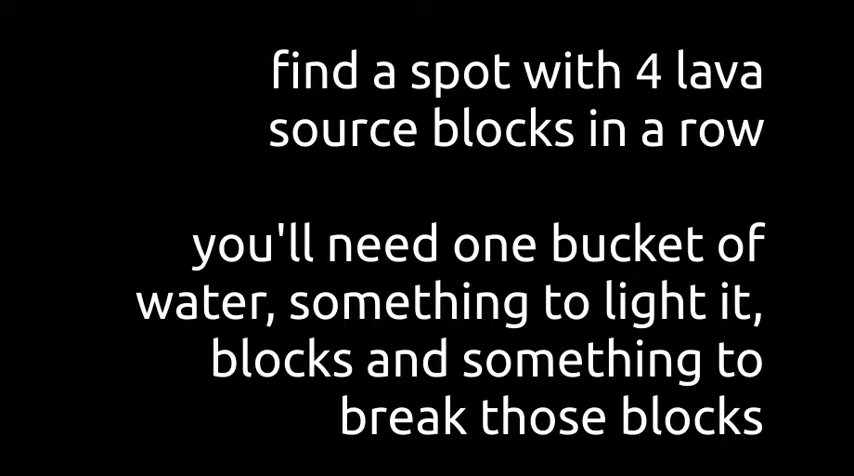 find a spot with 4 lava
source blocks in a row
you'll need one bucket of
water, something to light it,
blocks and something to
break those blocks